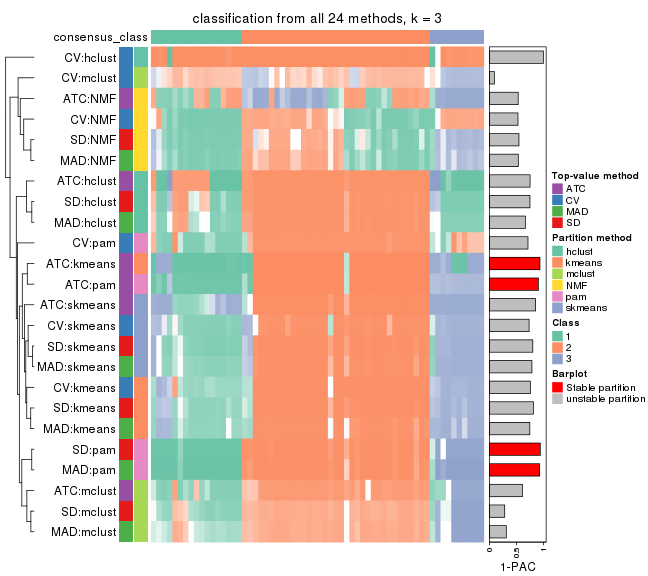 classification from all 24 methods, k = 3
consensus_class
CV:hclust
CV:mclust
ATC:NMF
CV:NMF
SD:NMF
MAD:NMF
ATC:hclust
SD:hclust
MAD:hclust
CV:pam
ATC:kmeans
ATC:pam
ATC:skmeans
CV:skmeans
SD:skmeans
MAD:skmeans
CV:kmeans
SD:kmeans
MAD:kmeans
SD:pam
MAD:pam
ATC:mclust
SD:mclust
MAD:mclust
0
0.5
1
1-PAC
Top-value method
ATC
CV
MAD
SD
Partition method
hclust
kmeans
mclust
NMF
pam
skmeans
Class
1
2
3
Barplot
Stable partition
unstable partition